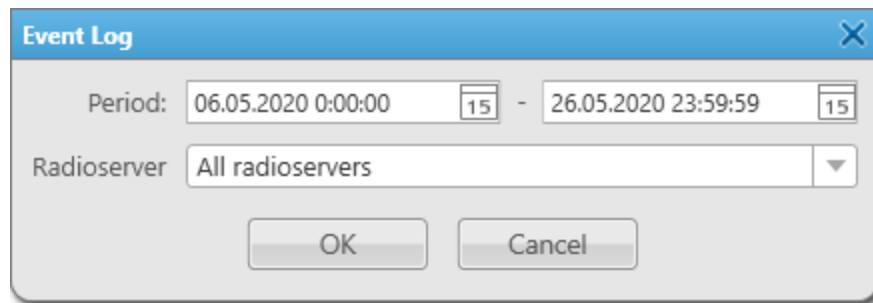 Event Log
Period: 06.05.2020 0:00:00 15 - 26.05.2020 23:59:59 15
Radioserver All radioservers
OK Cancel